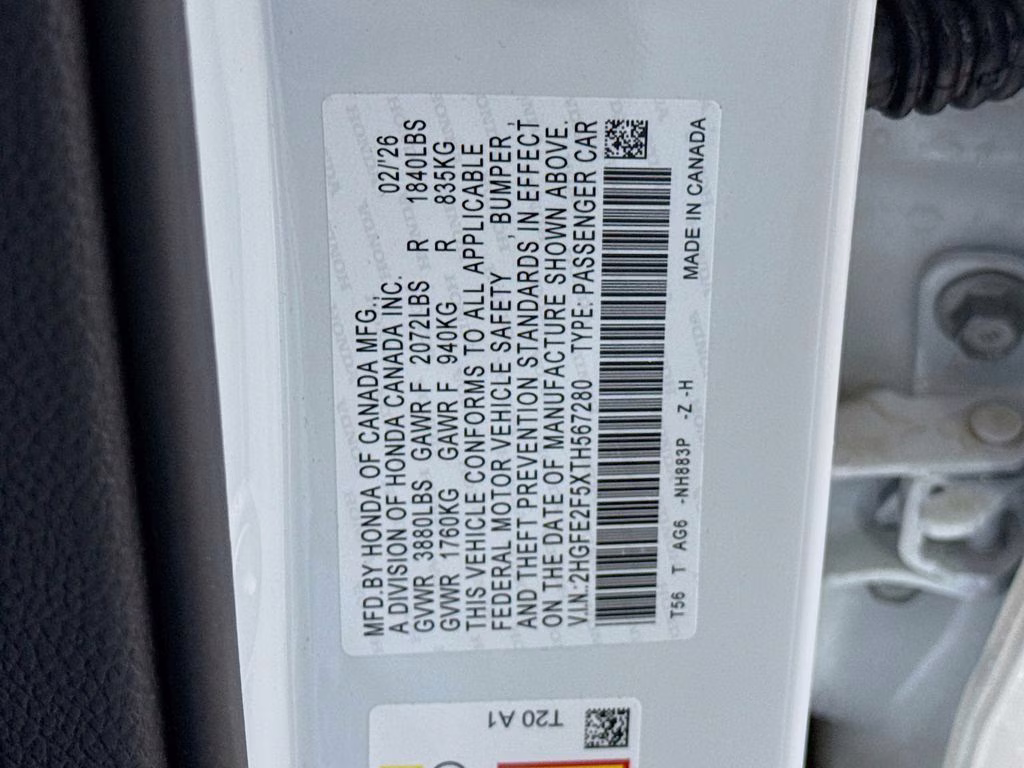 MFD.BY HONDA OF CANADA MFG.,
A DIVISION OF HONDA CANADA INC. 02/'26
GVWR 3880LBS GAWR F 2072LBS R 1840LBS
GVWR 1760KG GAWR F 940KG R 835KG
THIS VEHICLE CONFORMS TO ALL APPLICABLE
FEDERAL MOTOR VEHICLE SAFETY , BUMPER ,
AND THEFT PREVENTION STANDARDS IN EFFECT
ON THE DATE OF MANUFACTURE SHOWN ABOVE.
V.I.N:2HGFE2F5XTH567280 TYPE: PASSENGER CAR
T56 T AG6 -NH883P -Z -H MADE IN CANADA
T20 A1